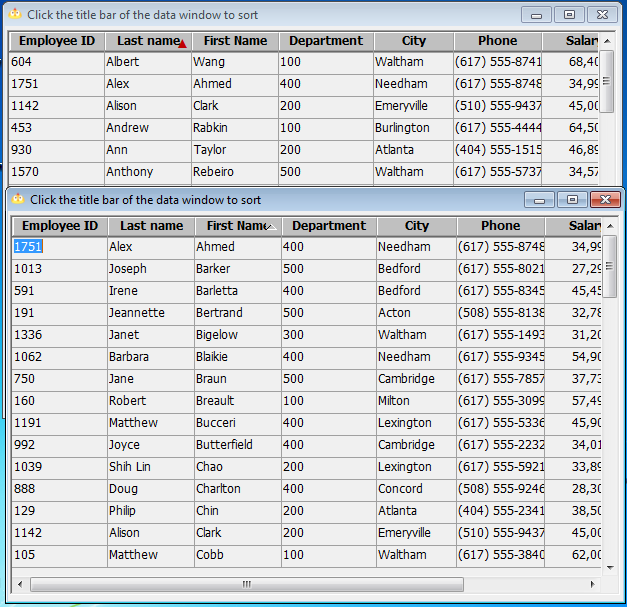 Click the title bar of the data window to sort
Employee ID Last name First Name Department City Phone Salar
604 Albert Wang 100 Waltham (617) 555-8741 68,40
1751 Alex Ahmed 400 Needham (617) 555-8748 34,99
1142 Alison Clark 200 Emeryville (510) 555-9437 45,00
453 Andrew Rabkin 100 Burlington (617) 555-4444 64,50
930 Ann Taylor 200 Atlanta (404) 555-1515 46,89
1570 Anthony Rebeiro 500 Waltham (617) 555-5737 34,57
Click the title bar of the data window to sort
Employee ID Last name First Name Department City Phone Salar
1751 Alex Ahmed 400 Needham (617) 555-8748 34,99
1013 Joseph Barker 500 Bedford (617) 555-8021 27,29
591 Irene Barletta 400 Bedford (617) 555-8345 45,45
191 Jeannette Bertrand 500 Acton (508) 555-8138 32,78
1336 Janet Bigelow 300 Waltham (617) 555-1493 31,20
1062 Barbara Blaikie 400 Needham (617) 555-9345 54,90
750 Jane Braun 500 Cambridge (617) 555-7857 37,73
160 Robert Breault 100 Milton (617) 555-3099 57,49
1191 Matthew Bucceri 400 Lexington (617) 555-5336 45,90
992 Joyce Butterfield 400 Cambridge (617) 555-2232 34,01
1039 Shih Lin Chao 200 Lexington (617) 555-5921 33,89
888 Doug Charlton 400 Concord (508) 555-9246 28,30
129 Philip Chin 200 Atlanta (404) 555-2341 38,50
1142 Alison Clark 200 Emeryville (510) 555-9437 45,00
105 Matthew Cobb 100 Waltham (617) 555-3840 62,00